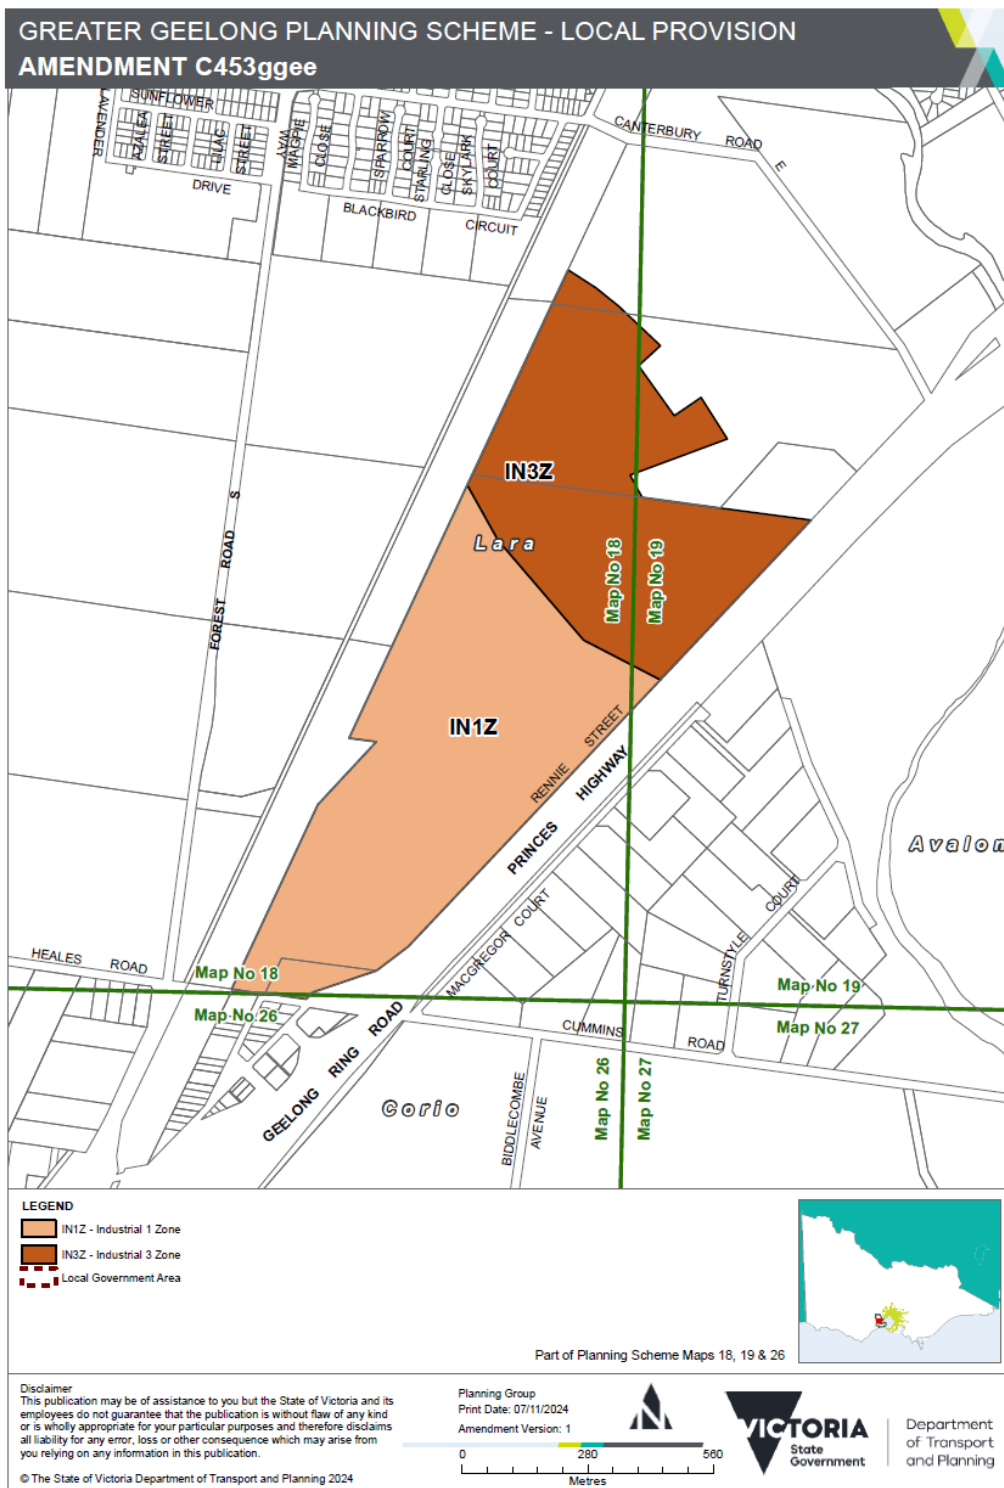 GREATER GEELONG PLANNING SCHEME - LOCAL PROVISION
AMENDMENT C453ggee
LAVENDER
SUNFLOWER
AZALEA
STREET
LILAC
STREET
DRIVE
MAGPIE
WAY
CLOSE
SPARROW
COURT
STARLING
CLOSE
SKYLARK
COURT
BLACKBIRD
CIRCUIT
CANTERBURY ROAD E
IN3Z
Lara
FOREST ROAD S
Map No 18
Map No 19
IN1Z
RENNIE STREET
PRINCES HIGHWAY
Avalon
MACGREGOR COURT
TURNSTYLE COURT
HEALES ROAD
Map No 18
Map No 26
Map No 19
Map No 27
GEELONG RING ROAD
CUMMINS ROAD
Corio
BIDDLECOMBE
AVENUE
Map No 26
Map No 27
LEGEND
IN1Z - Industrial 1 Zone
IN3Z - Industrial 3 Zone
Local Government Area
Part of Planning Scheme Maps 18, 19 & 26
Disclaimer
This publication may be of assistance to you but the State of Victoria and its
employees do not guarantee that the publication is without flaw of any kind
or is wholly appropriate for your particular purposes and therefore disclaims
all liability for any error, loss or other consequence which may arise from
you relying on any information in this publication.
© The State of Victoria Department of Transport and Planning 2024
Planning Group
Print Date: 07/11/2024
Amendment Version: 1
N
0 280 560
Metres
VICTORIA
State
Government
Department
of Transport
and Planning